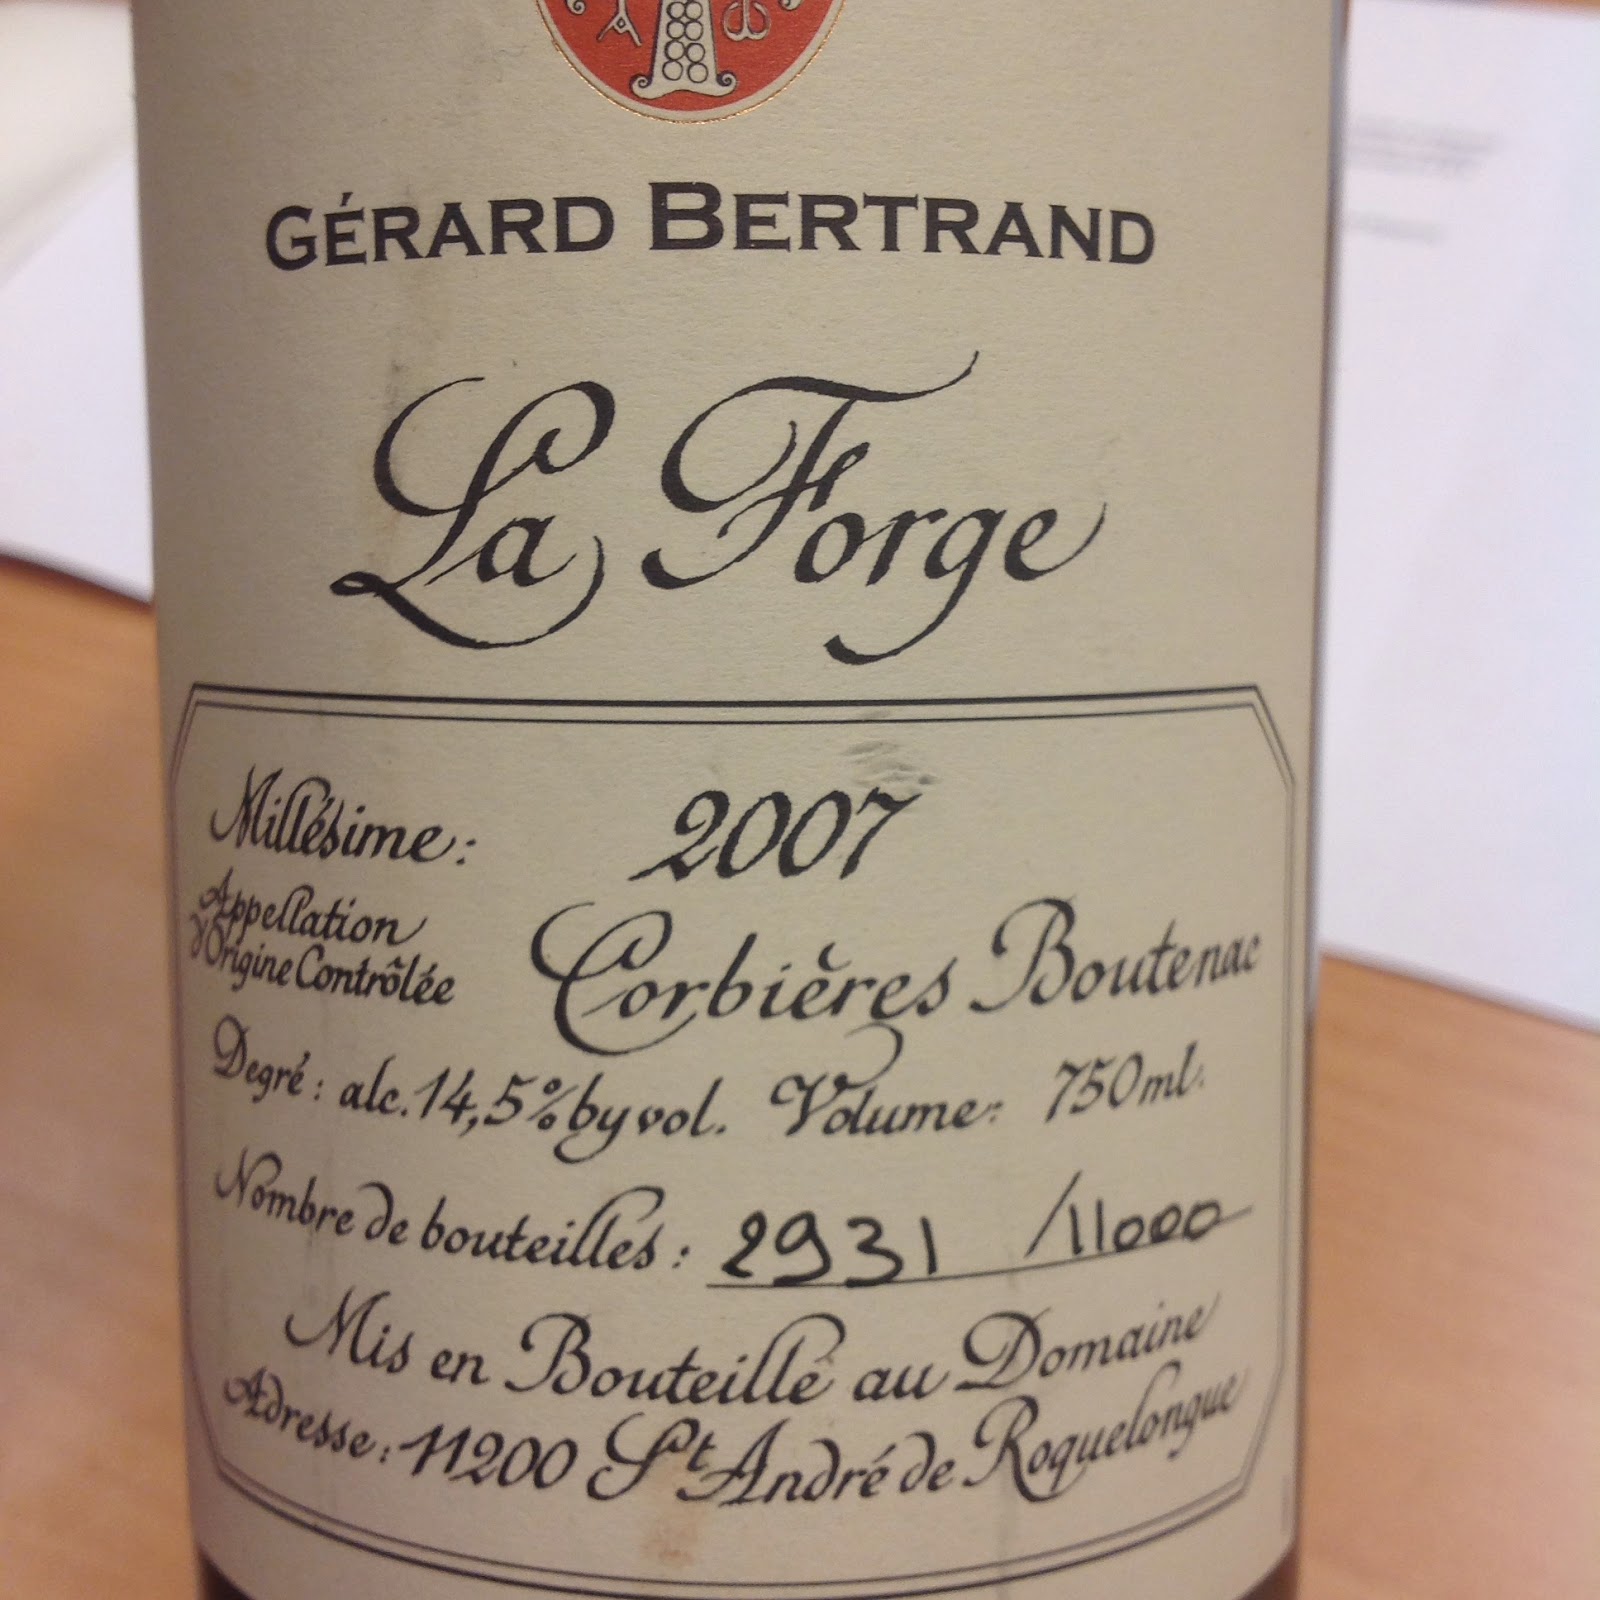 GÉRARD BERTRAND
La Forge
Millésime: 2007
Appellation
d'Origine Contrôlée Corbières Boutenac
Degré: alc. 14,5% by vol. Volume: 750ml.
Nombre de bouteilles: 2931 /11000
Mis en Bouteille au Domaine
Adresse: 11200 St André de Roquelongue